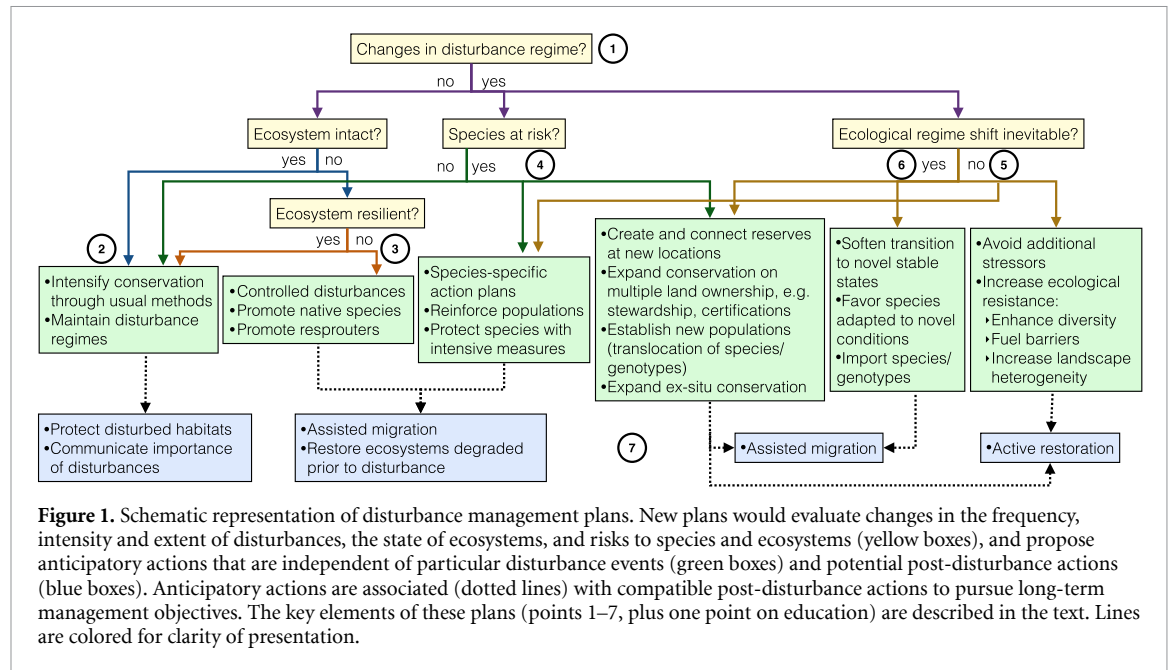 Changes in disturbance regime?
1
no
yes
Ecosystem intact?
Species at risk?
Ecological regime shift inevitable?
yes
no
no
yes
4
6
yes
no
5
Ecosystem resilient?
yes
no
2
3
•Intensify conservation
through usual methods
•Maintain disturbance
regimes
•Controlled disturbances
•Promote native species
•Promote resprouters
•Species-specific
action plans
•Reinforce populations
•Protect species with
intensive measures
•Create and connect reserves
at new locations
•Expand conservation on
multiple land ownership, e.g.
stewardship, certifications
•Establish new populations
(translocation of species/
genotypes)
•Expand ex-situ conservation
•Soften transition
to novel stable
states
•Favor species
adapted to novel
conditions
•Import species/
genotypes
•Avoid additional
stressors
•Increase ecological
resistance:
‣Enhance diversity
‣Fuel barriers
‣Increase landscape
heterogeneity
•Protect disturbed habitats
•Communicate importance
of disturbances
•Assisted migration
•Restore ecosystems degraded
prior to disturbance
7
•Assisted migration
•Active restoration
Figure 1. Schematic representation of disturbance management plans. New plans would evaluate changes in the frequency,
intensity and extent of disturbances, the state of ecosystems, and risks to species and ecosystems (yellow boxes), and propose
anticipatory actions that are independent of particular disturbance events (green boxes) and potential post-disturbance actions
(blue boxes). Anticipatory actions are associated (dotted lines) with compatible post-disturbance actions to pursue long-term
management objectives. The key elements of these plans (points 1–7, plus one point on education) are described in the text. Lines
are colored for clarity of presentation.